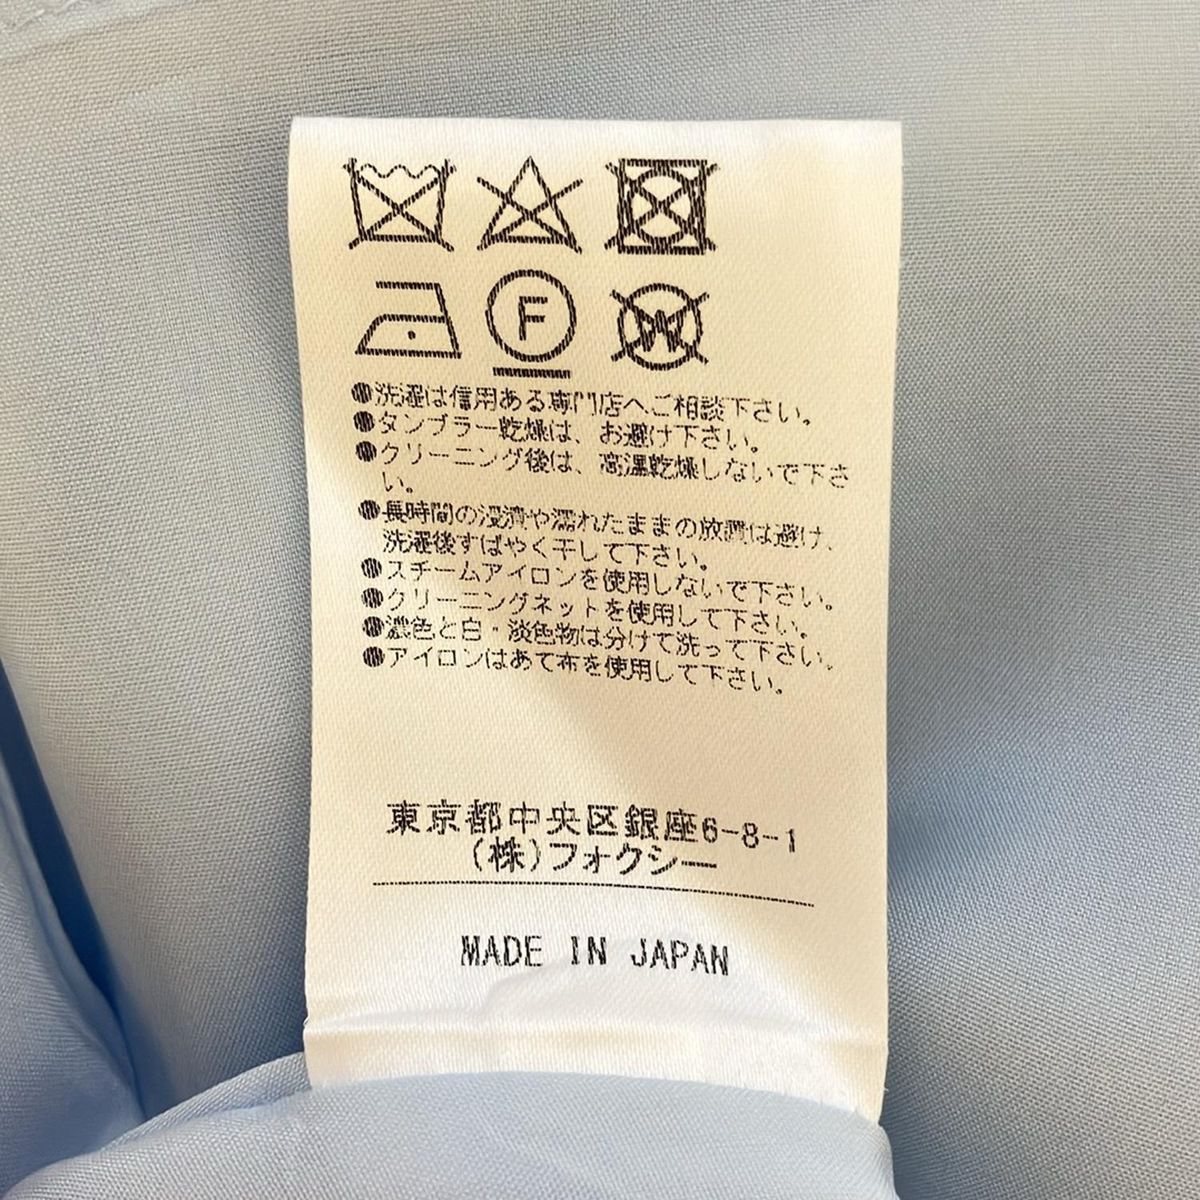 F
W
●洗濯は信用ある専門店へご相談下さい。
●タンブラー乾燥は、お避け下さい。
●クリーニング後は、高温乾燥しないで下さ
い。
●長時間の浸漬や濡れたままの放置は避け、
洗濯後すばやく干して下さい。
●スチームアイロンを使用しないで下さい。
●クリーニングネットを使用して下さい。
●濃色と白・淡色物は分けて洗って下さい。
●アイロンはあて布を使用して下さい。
東京都中央区銀座6-8-1
(株)フォクシー
MADE IN JAPAN